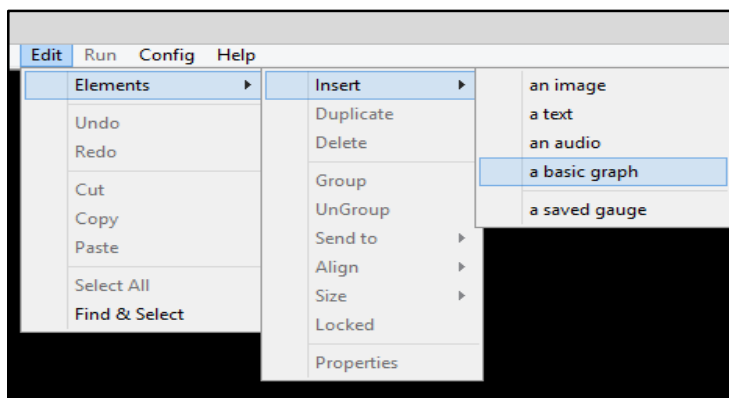 Edit Run Config Help
Elements
Undo
Redo
Cut
Copy
Paste
Select All
Find & Select
Insert
Duplicate
Delete
Group
UnGroup
Send to
Align
Size
Locked
Properties
an image
a text
an audio
a basic graph
a saved gauge